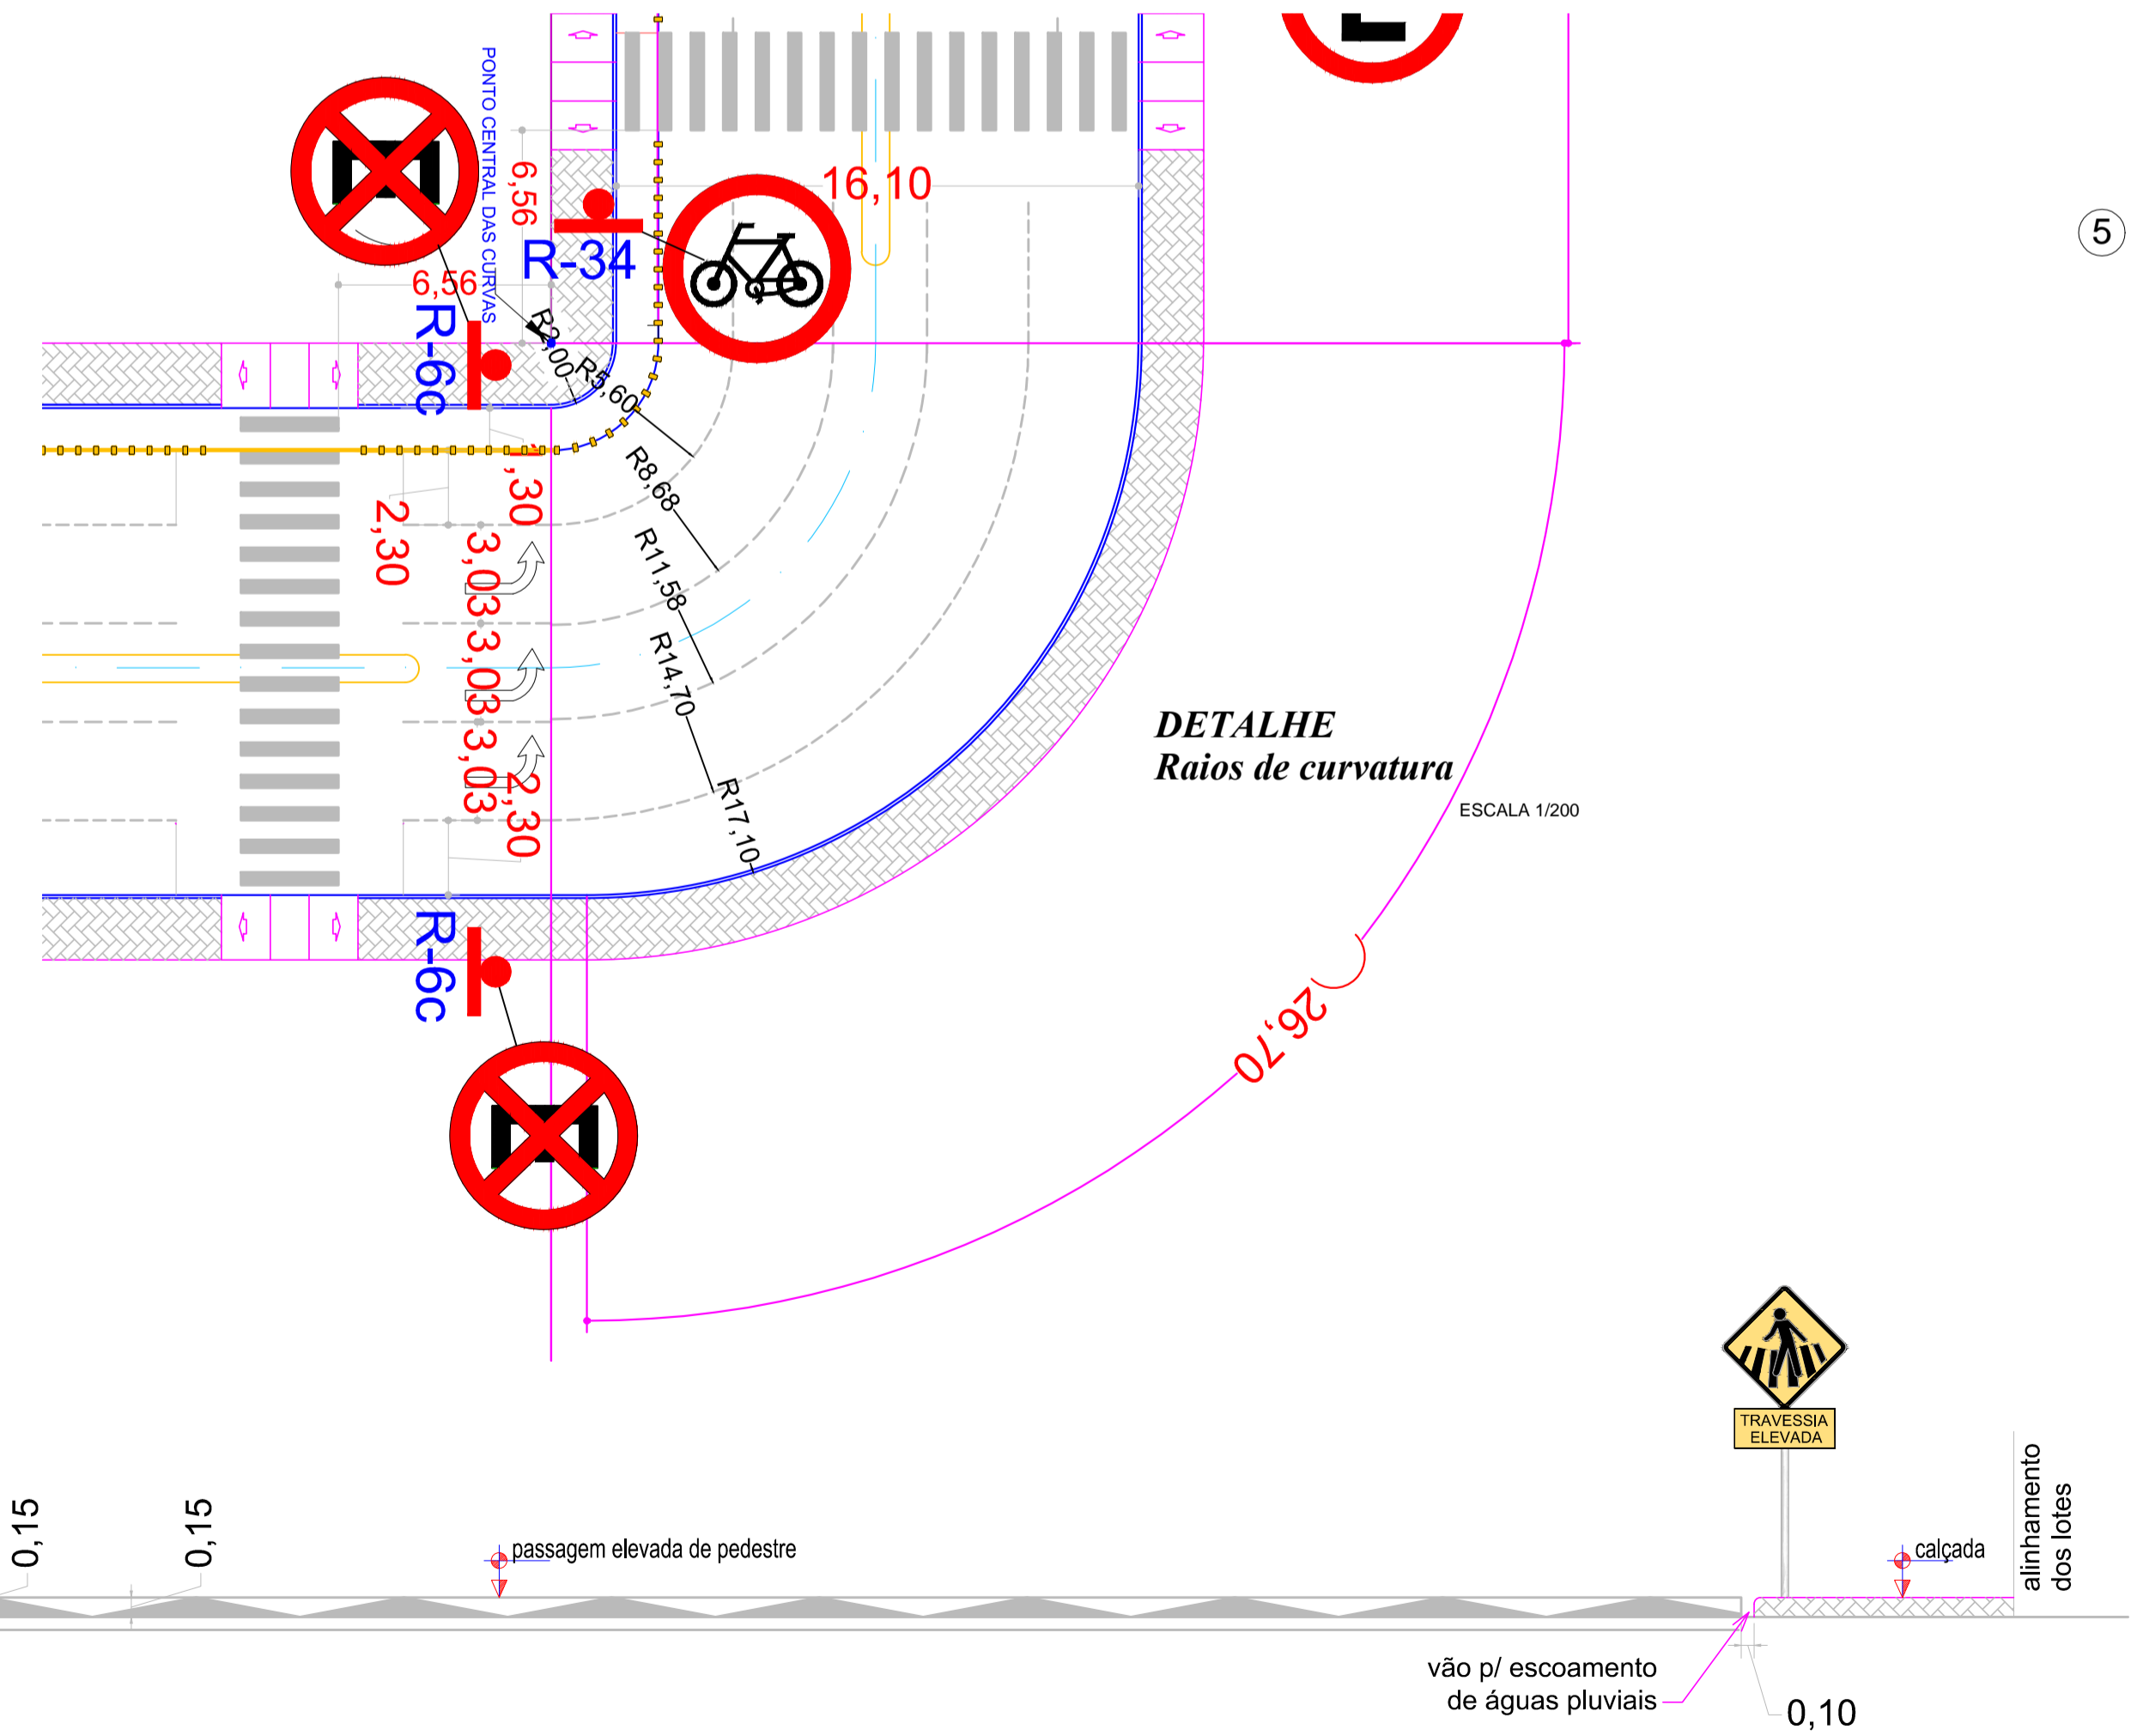 PONTO CENTRAL DAS CURVAS
6,56
16,10
5
R-34
6,56
R-6c
R2,00
R5,60
R8,68
,30
2,30
3,03
R11,58
3,03
R14,70
3,03
2,30
R17,10
DETALHE
Raios de curvatura
ESCALA 1/200
R-6c
26,70
TRAVESSIA
ELEVADA
alinhamento
dos lotes
0,15
0,15
passagem elevada de pedestre
calçada
vão p/ escoamento
de águas pluviais
0,10